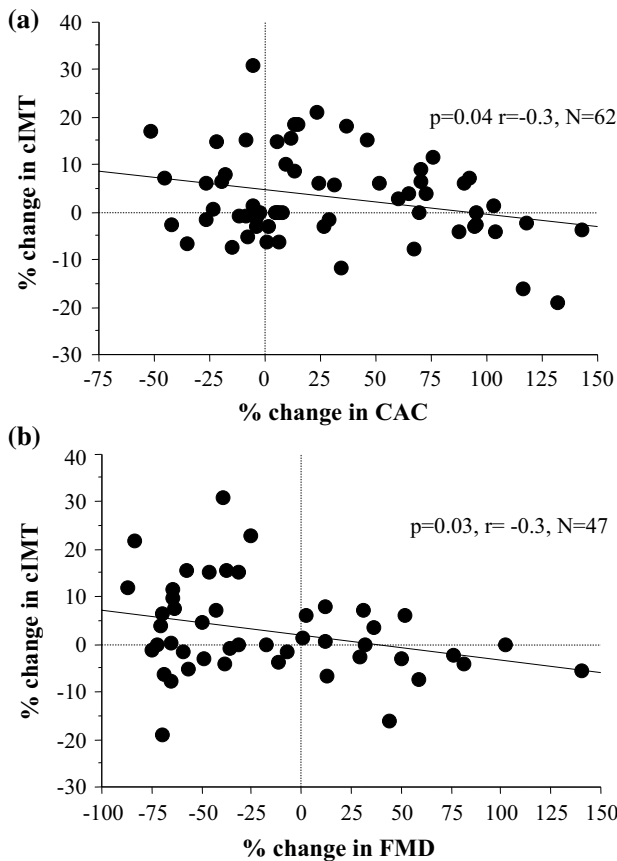 (a)
40
30
20
10
0
-10
-20
-30
% change in cIMT
p=0.04 r=-0.3, N=62
-75 -50 -25 0 25 50 75 100 125 150
% change in CAC
(b)
40
30
20
10
0
-10
-20
-30
% change in cIMT
p=0.03, r= -0.3, N=47
-100 -75 -50 -25 0 25 50 75 100 125 150
% change in FMD